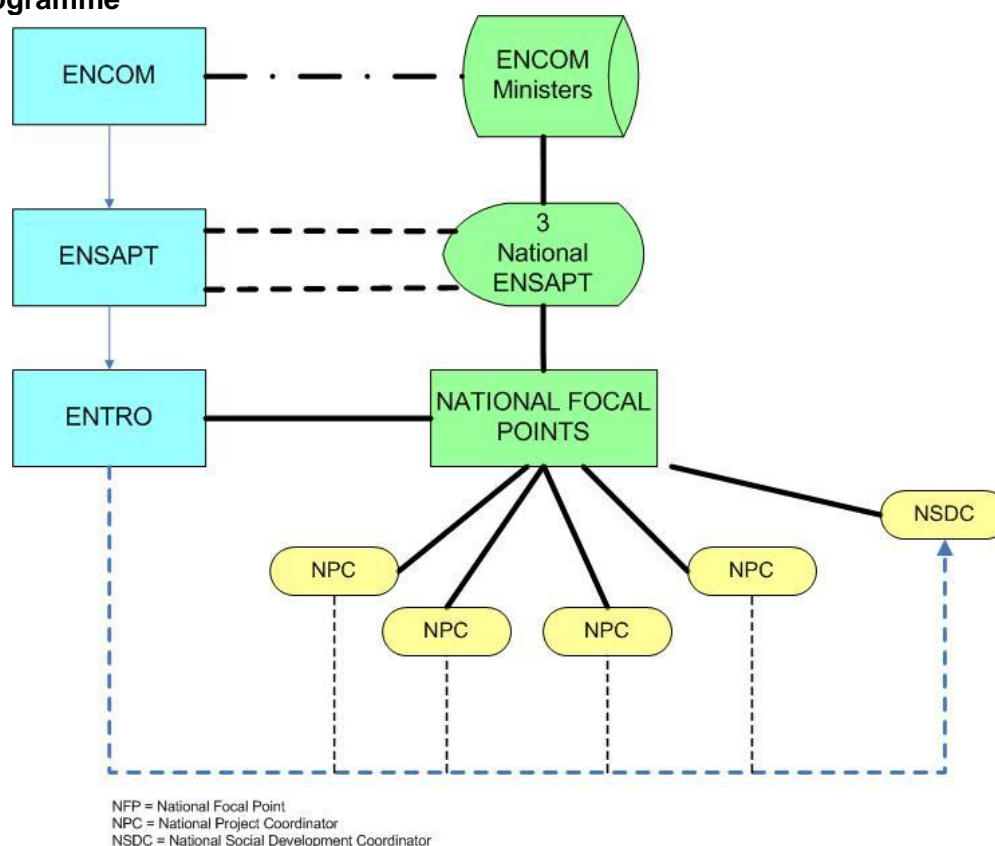 ogramme
ENCOM
ENCOM
Ministers
ENSAPT
3
National
ENSAPT
ENTRO
NATIONAL FOCAL
POINTS
NSDC
NPC
NPC
NPC
NPC
NFP = National Focal Point
NPC = National Project Coordinator
NSDC = National Social Development Coordinator